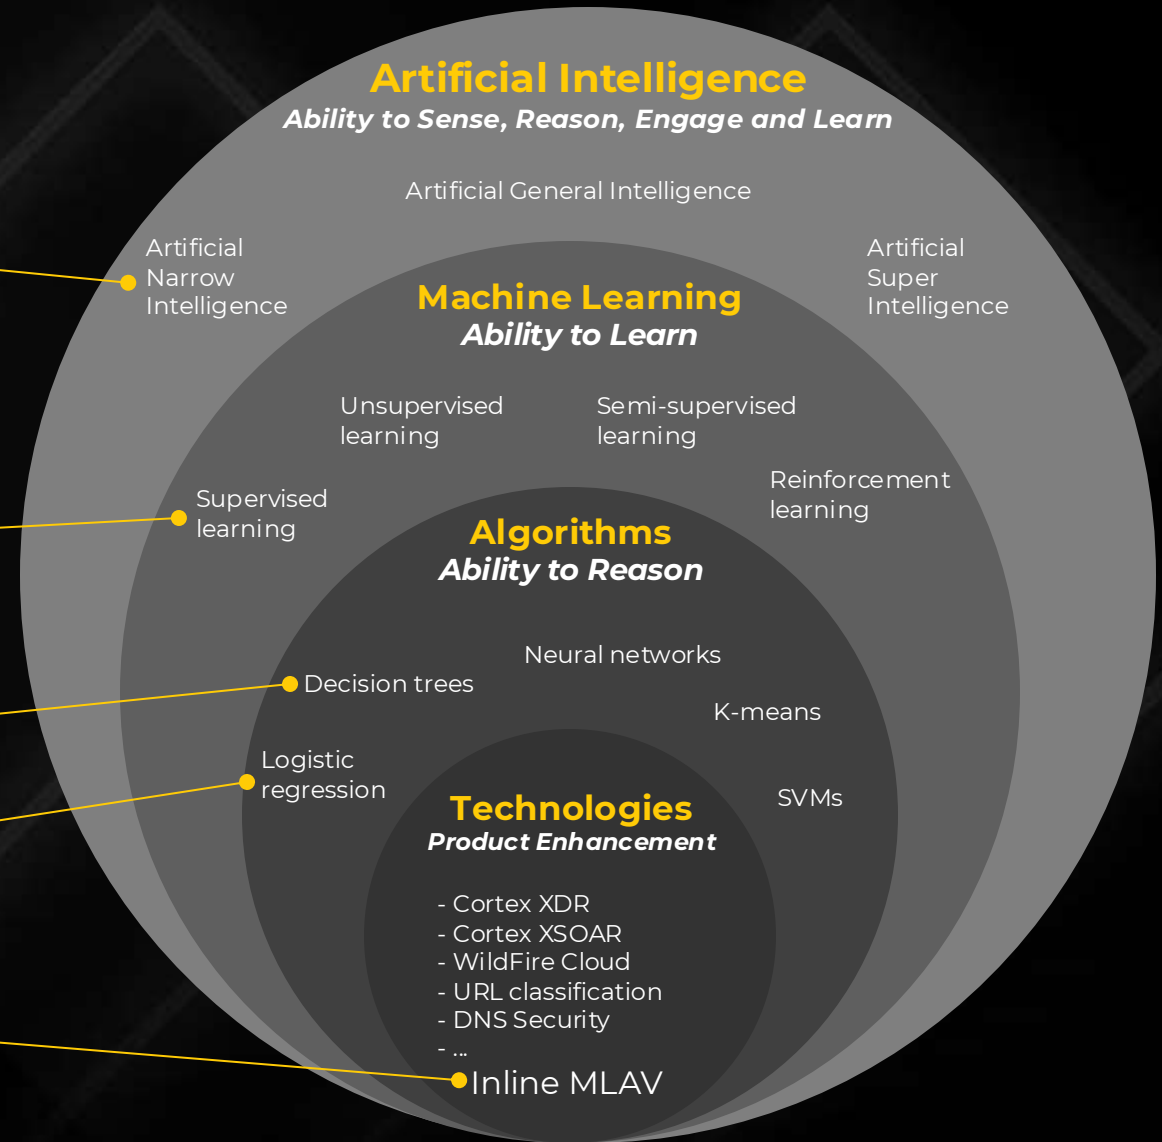 Artificial Intelligence
Ability to Sense, Reason, Engage and Learn
Artificial General Intelligence
Artificial
Narrow
Intelligence
Artificial
Super
Intelligence
Machine Learning
Ability to Learn
Unsupervised
learning
Semi-supervised
learning
Supervised
learning
Reinforcement
learning
Algorithms
Ability to Reason
Neural networks
Decision trees
K-means
Logistic
regression
SVMs
Technologies
Product Enhancement
- Cortex XDR
- Cortex XSOAR
- WildFire Cloud
- URL classification
- DNS Security
- ...
Inline MLAV